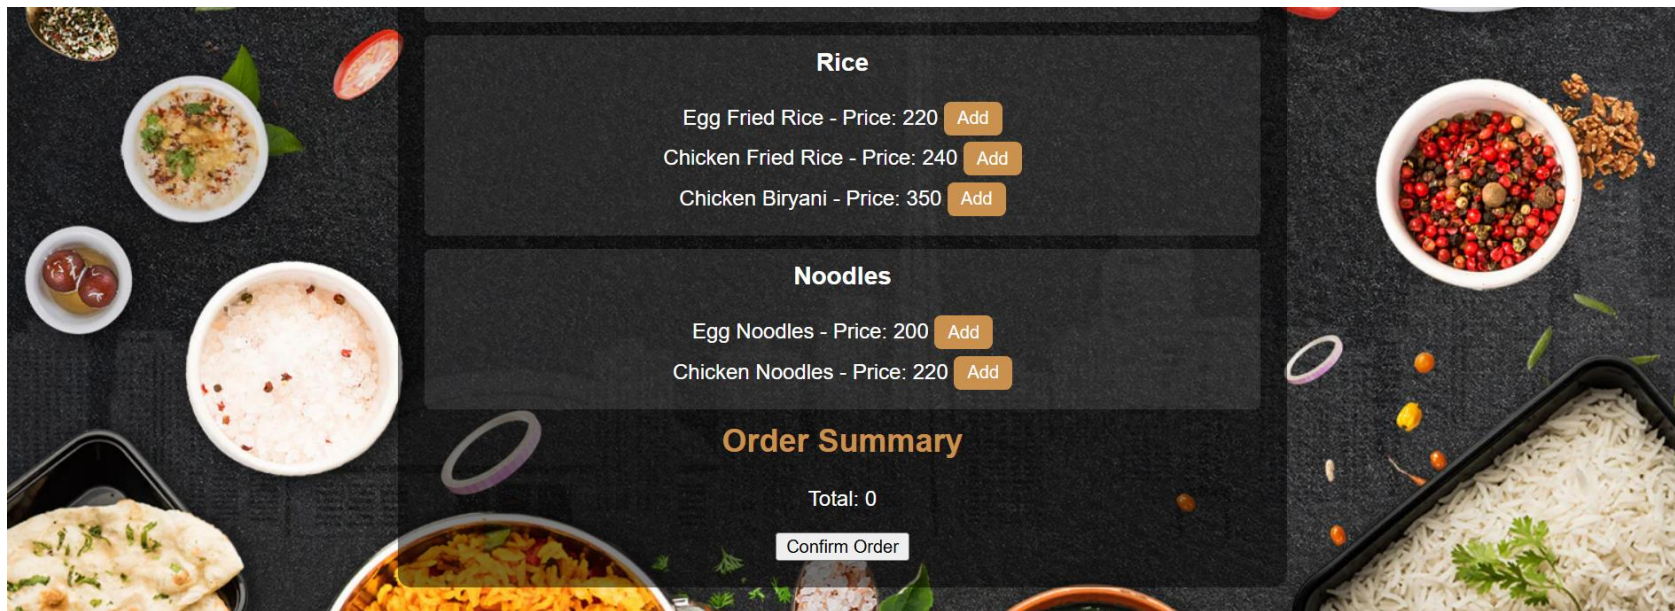 Rice
Egg Fried Rice - Price: 220 Add
Chicken Fried Rice - Price: 240 Add
Chicken Biryani - Price: 350 Add
Noodles
Egg Noodles - Price: 200 Add
Chicken Noodles - Price: 220 Add
Order Summary
Total: 0
Confirm Order